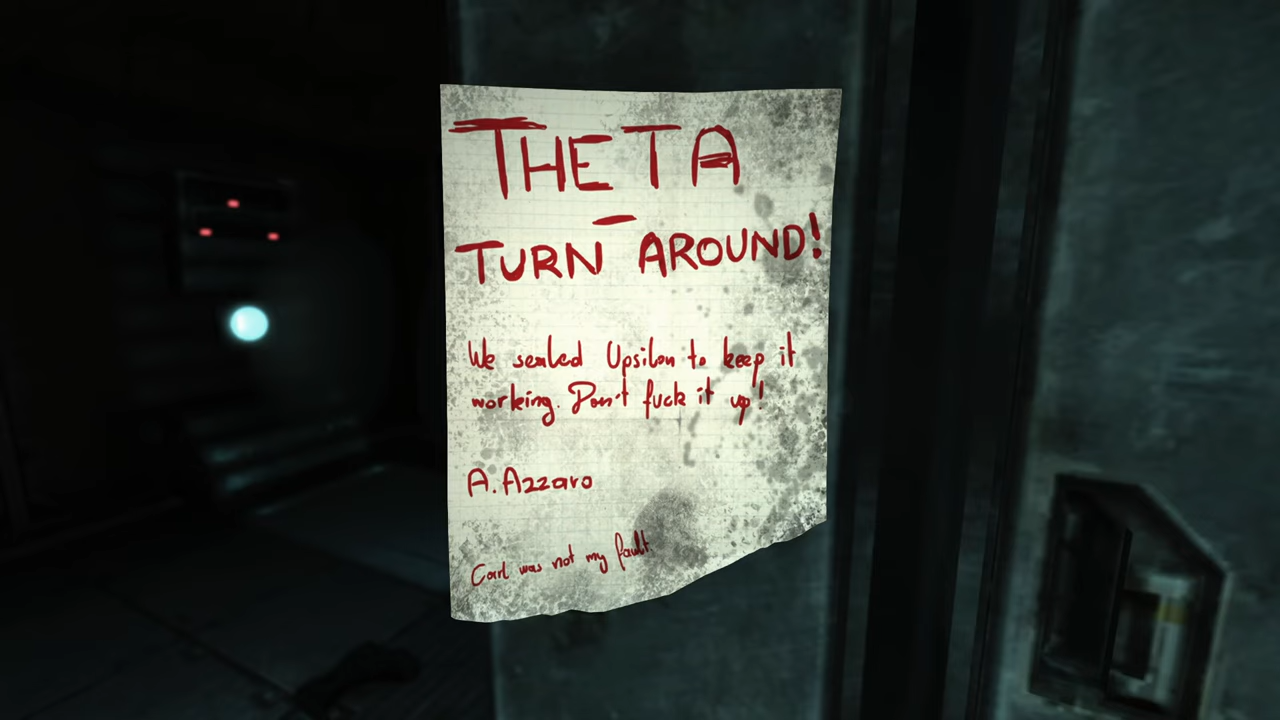 THETA
TURN AROUND!
We sealed Upsilon to keep it
working. Don't fuck it up!
A. Azzaro
Carl was not my fault.